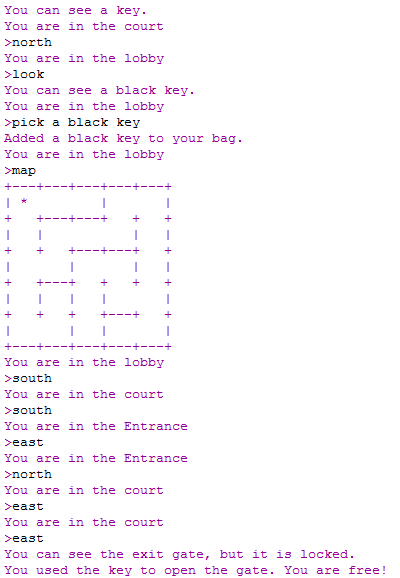 You can see a key.
You are in the court
>north
You are in the lobby
>look
You can see a black key.
You are in the lobby
>pick a black key
Added a black key to your bag.
You are in the lobby
>map
+---+---+---+---+---+
| *         |       |
+   +---+---+   +   +
|   |           |   |
+   +   +---+---+   +
|       |       |   |
+   +---+   +   +   +
|   |   |   |       |
+   +   +   +---+   +
|       |   |       |
+---+---+---+---+---+
You are in the lobby
>south
You are in the court
>south
You are in the Entrance
>east
You are in the Entrance
>north
You are in the court
>east
You are in the court
>east
You can see the exit gate, but it is locked.
You used the key to open the gate. You are free!